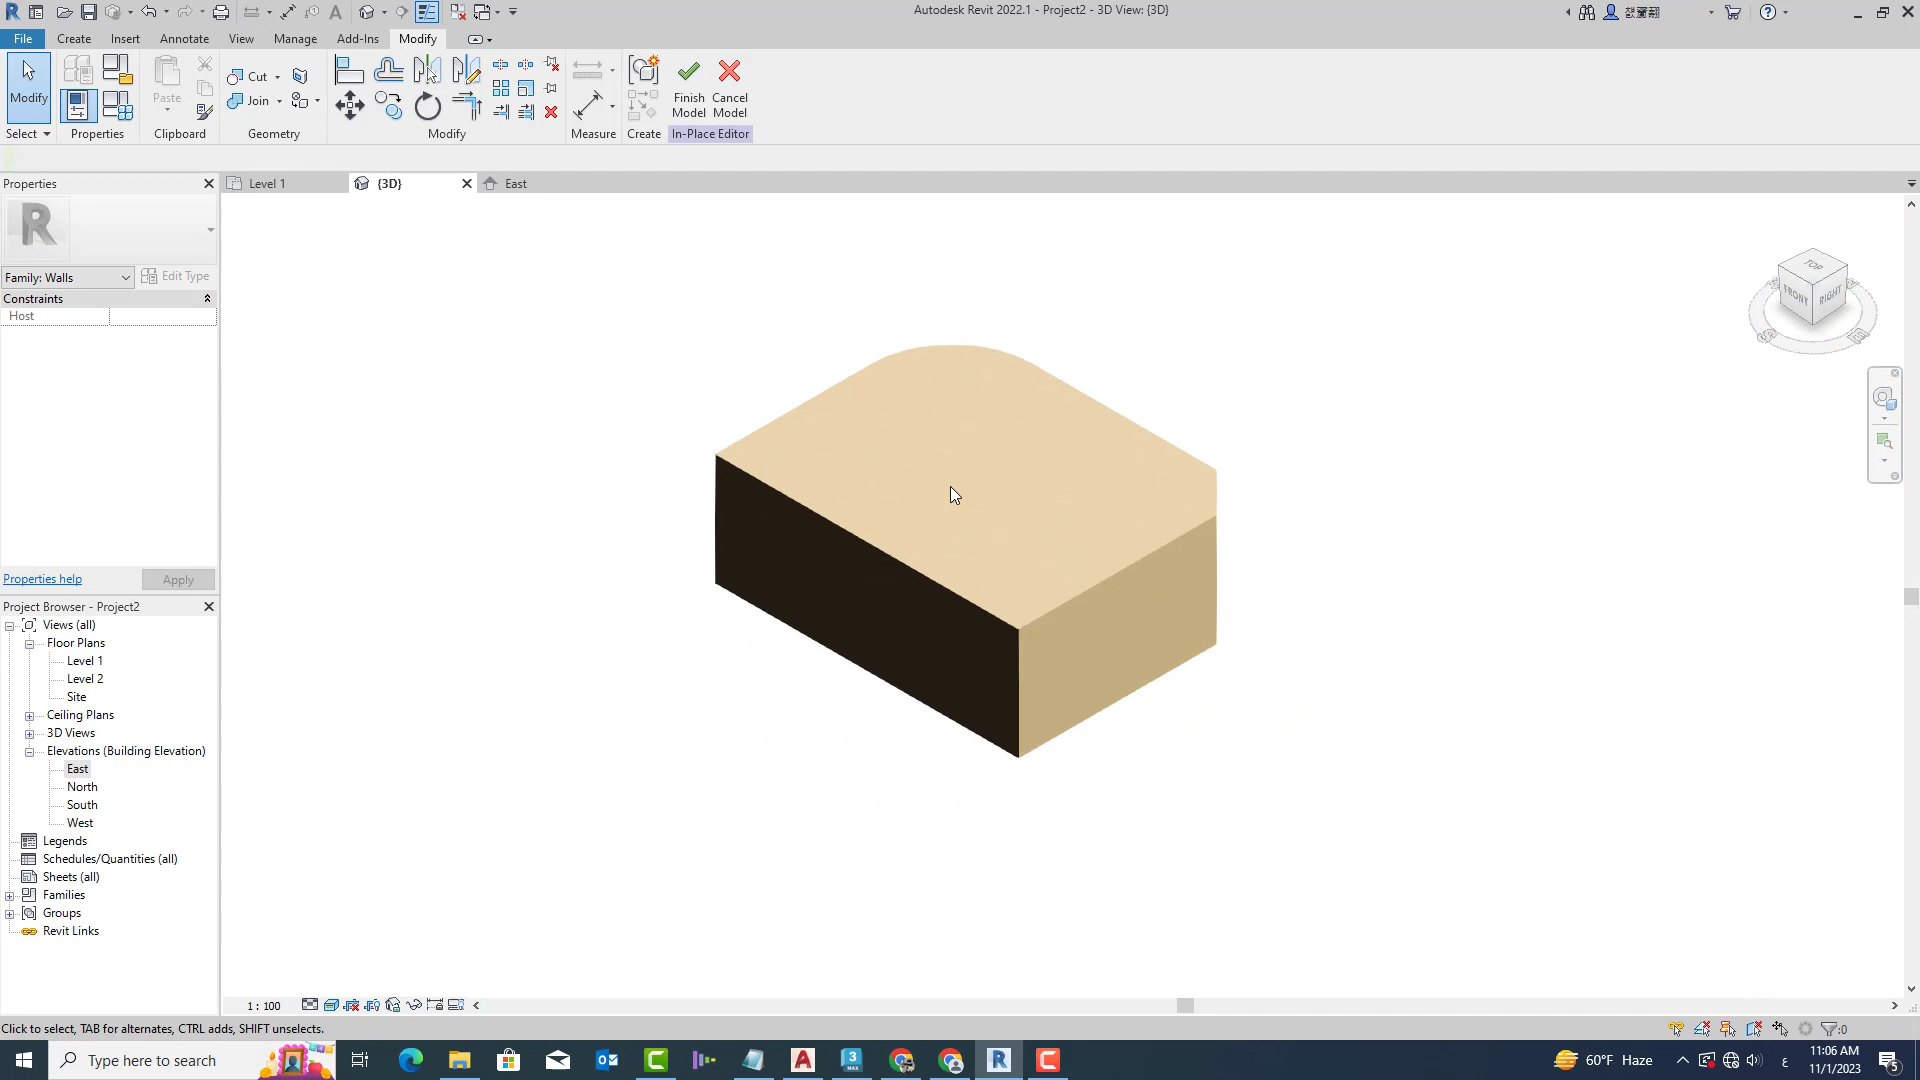 Autodesk Revit 2022.1 - Project2 - 3D View: {3D}
File
Create
Insert
Annotate
View
Manage
Add-Ins
Modify
Modify
Paste
Cut
Join
Finish Model
Cancel Model
Select
Properties
Clipboard
Geometry
Modify
Measure
Create
In-Place Editor
Properties
Level 1
{3D}
East
Family: Walls
Edit Type
Constraints
Host
Properties help
Apply
Project Browser - Project2
Views (all)
Floor Plans
Level 1
Level 2
Site
Ceiling Plans
3D Views
Elevations (Building Elevation)
East
North
South
West
Legends
Schedules/Quantities (all)
Sheets (all)
Families
Groups
Revit Links
TOP
FRONT
RIGHT
S
E
1 : 100
Click to select, TAB for alternates, CTRL adds, SHIFT unselects.
:0
Type here to search
60°F Haze
ع
11:06 AM
11/1/2023
5